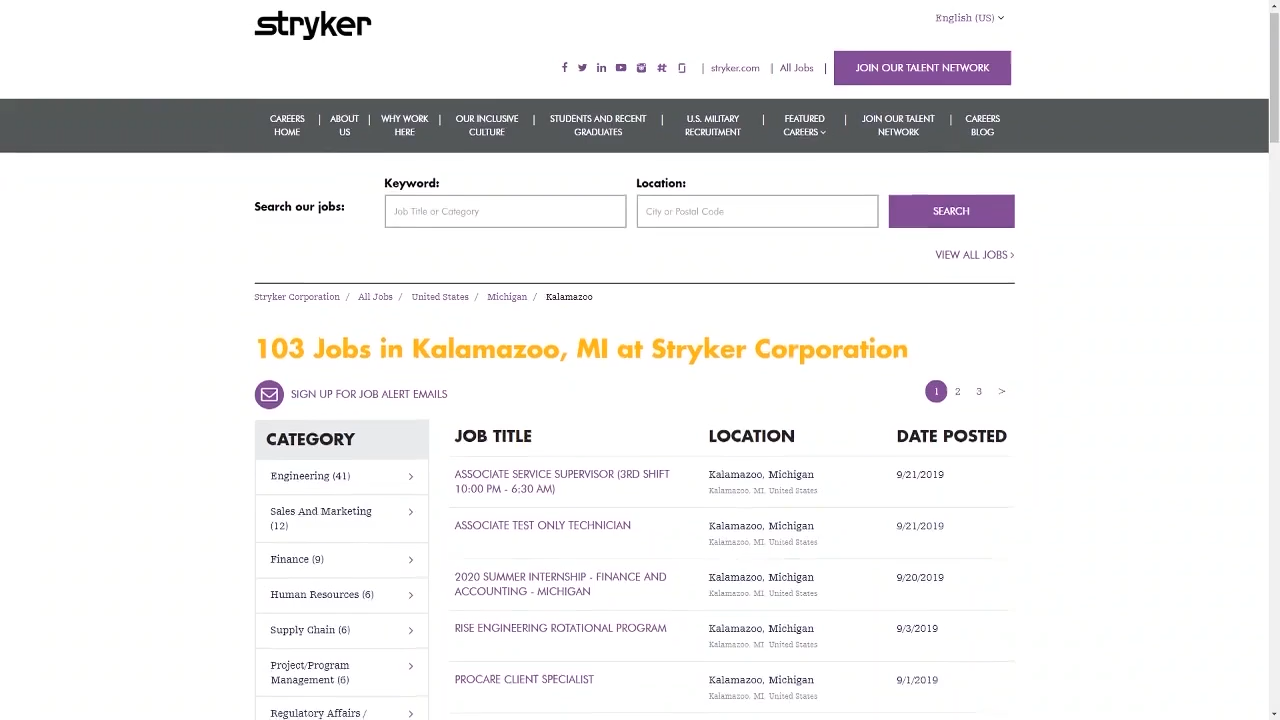 stryker
English (US)
stryker.com
All Jobs
JOIN OUR TALENT NETWORK
CAREERS HOME
ABOUT US
WHY WORK HERE
OUR INCLUSIVE CULTURE
STUDENTS AND RECENT GRADUATES
U.S. MILITARY RECRUITMENT
FEATURED CAREERS
JOIN OUR TALENT NETWORK
CAREERS BLOG
Keyword:
Location:
Search our jobs:
Job Title or Category
City or Postal Code
SEARCH
VIEW ALL JOBS >
Stryker Corporation / All Jobs / United States / Michigan / Kalamazoo
103 Jobs in Kalamazoo, MI at Stryker Corporation
SIGN UP FOR JOB ALERT EMAILS
1 2 3 >
CATEGORY
Engineering (41)
Sales And Marketing
(12)
Finance (9)
Human Resources (6)
Supply Chain (6)
Project/Program
Management (6)
Regulatory Affairs /
JOB TITLE LOCATION DATE POSTED
ASSOCIATE SERVICE SUPERVISOR (3RD SHIFT Kalamazoo, Michigan 9/21/2019
10:00 PM - 6:30 AM) Kalamazoo, MI, United States
ASSOCIATE TEST ONLY TECHNICIAN Kalamazoo, Michigan 9/21/2019
Kalamazoo, MI, United States
2020 SUMMER INTERNSHIP - FINANCE AND Kalamazoo, Michigan 9/20/2019
ACCOUNTING - MICHIGAN Kalamazoo, MI, United States
RISE ENGINEERING ROTATIONAL PROGRAM Kalamazoo, Michigan 9/3/2019
Kalamazoo, MI, United States
PROCARE CLIENT SPECIALIST Kalamazoo, Michigan 9/1/2019
Kalamazoo, MI, United States